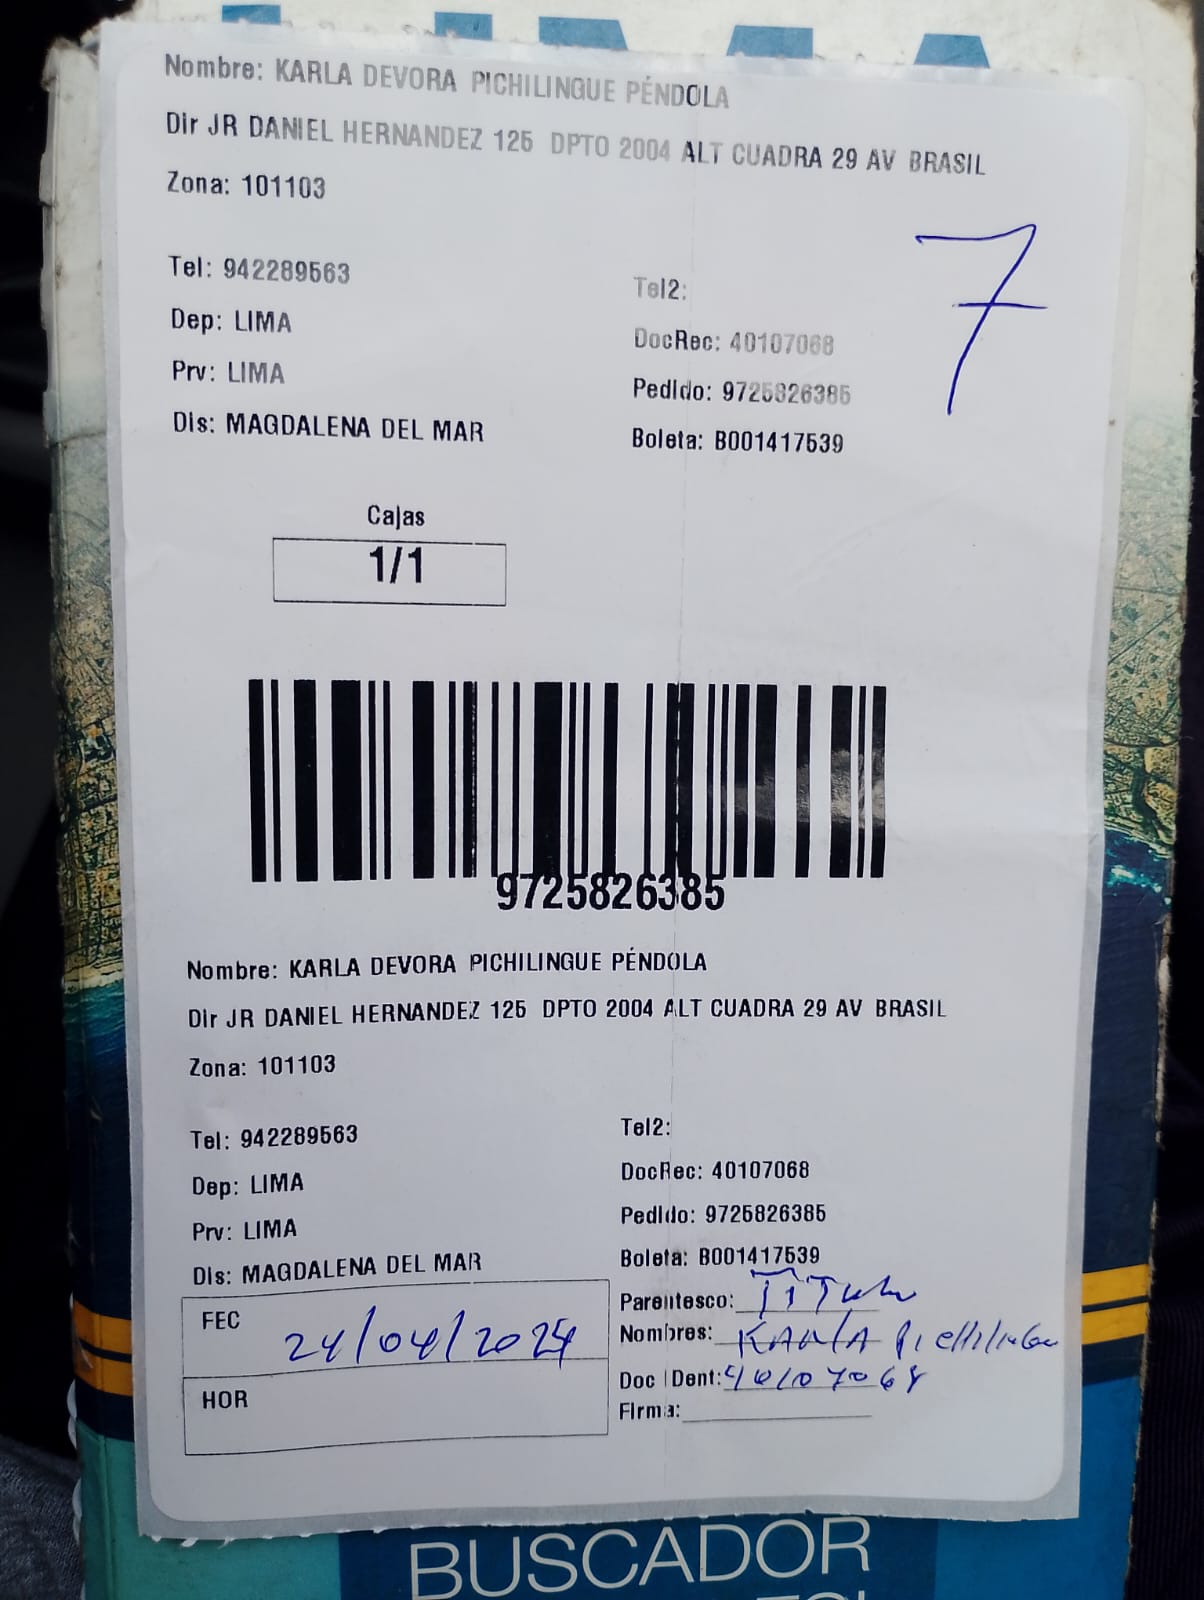 Nombre: KARLA DEVORA PICHILINGUE PÉNDOLA
Dir JR DANIEL HERNANDEZ 125 DPTO 2004 ALT CUADRA 29 AV BRASIL
Zona: 101103
7
Tel: 942289563
Tel2:
Dep: LIMA
DocRec: 40107068
Prv: LIMA
Pedido: 9725826385
Dis: MAGDALENA DEL MAR
Boleta: B001417539
Cajas
1/1
9725826385
Nombre: KARLA DEVORA PICHILINGUE PÉNDOLA
Dir JR DANIEL HERNANDEZ 125 DPTO 2004 ALT CUADRA 29 AV BRASIL
Zona: 101103
Tel: 942289563
Tel2:
Dep: LIMA
DocRec: 40107068
Prv: LIMA
Pedido: 9725826385
Dis: MAGDALENA DEL MAR
Boleta: B001417539
Parentesco: Titular
FEC 24/04/2024
Nombres: Karla Pichilingue
Doc Ident: 40107068
HOR
Firma:
BUSCADOR